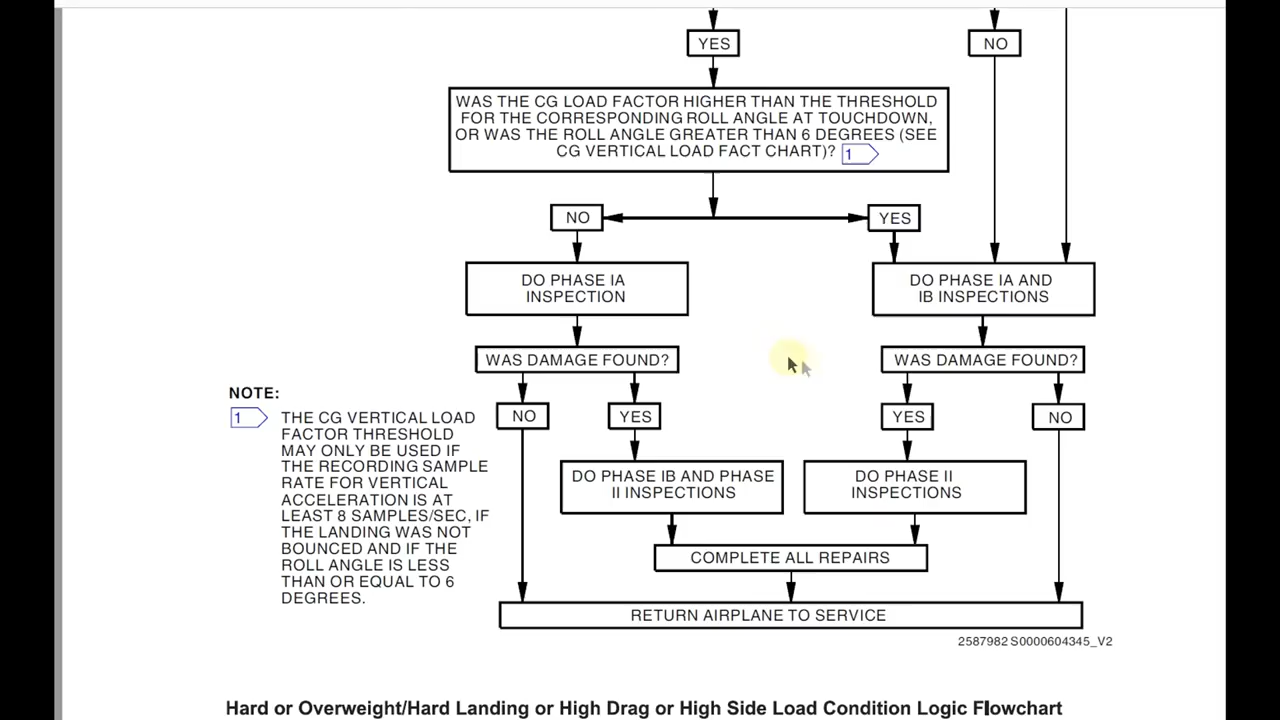 YES
NO
WAS THE CG LOAD FACTOR HIGHER THAN THE THRESHOLD
FOR THE CORRESPONDING ROLL ANGLE AT TOUCHDOWN,
OR WAS THE ROLL ANGLE GREATER THAN 6 DEGREES (SEE
CG VERTICAL LOAD FACT CHART)? 1
NO
YES
DO PHASE IA
INSPECTION
DO PHASE IA AND
IB INSPECTIONS
WAS DAMAGE FOUND?
WAS DAMAGE FOUND?
NO
YES
YES
NO
DO PHASE IB AND PHASE
II INSPECTIONS
DO PHASE II
INSPECTIONS
NOTE:
1 THE CG VERTICAL LOAD
FACTOR THRESHOLD
MAY ONLY BE USED IF
THE RECORDING SAMPLE
RATE FOR VERTICAL
ACCELERATION IS AT
LEAST 8 SAMPLES/SEC, IF
THE LANDING WAS NOT
BOUNCED AND IF THE
ROLL ANGLE IS LESS
THAN OR EQUAL TO 6
DEGREES.
COMPLETE ALL REPAIRS
RETURN AIRPLANE TO SERVICE
2587982 S0000604345_V2
Hard or Overweight/Hard Landing or High Drag or High Side Load Condition Logic Flowchart